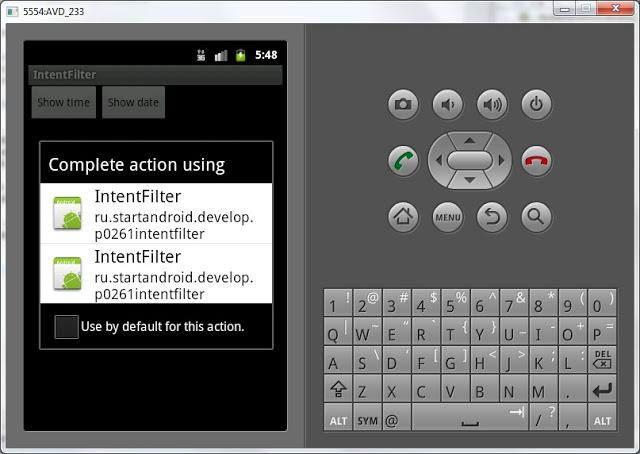 5554:AVD_233
3G 5:48
IntentFilter
Show time Show date
Complete action using
IntentFilter
ru.startandroid.develop.
p0261intentfilter
IntentFilter
ru.startandroid.develop.
p0261intentfilter
Use by default for this action.
MENU
1 ! 2 @ 3 # 4 $ 5 % 6 ^ 7 & 8 * 9 ( 0 )
Q | W ~ E " R ` T { Y } U _ I - O + P =
A S \ D ' F [ G ] H < J > K ; L : DEL
Z X C V B N M .
ALT SYM @ / ? , ALT